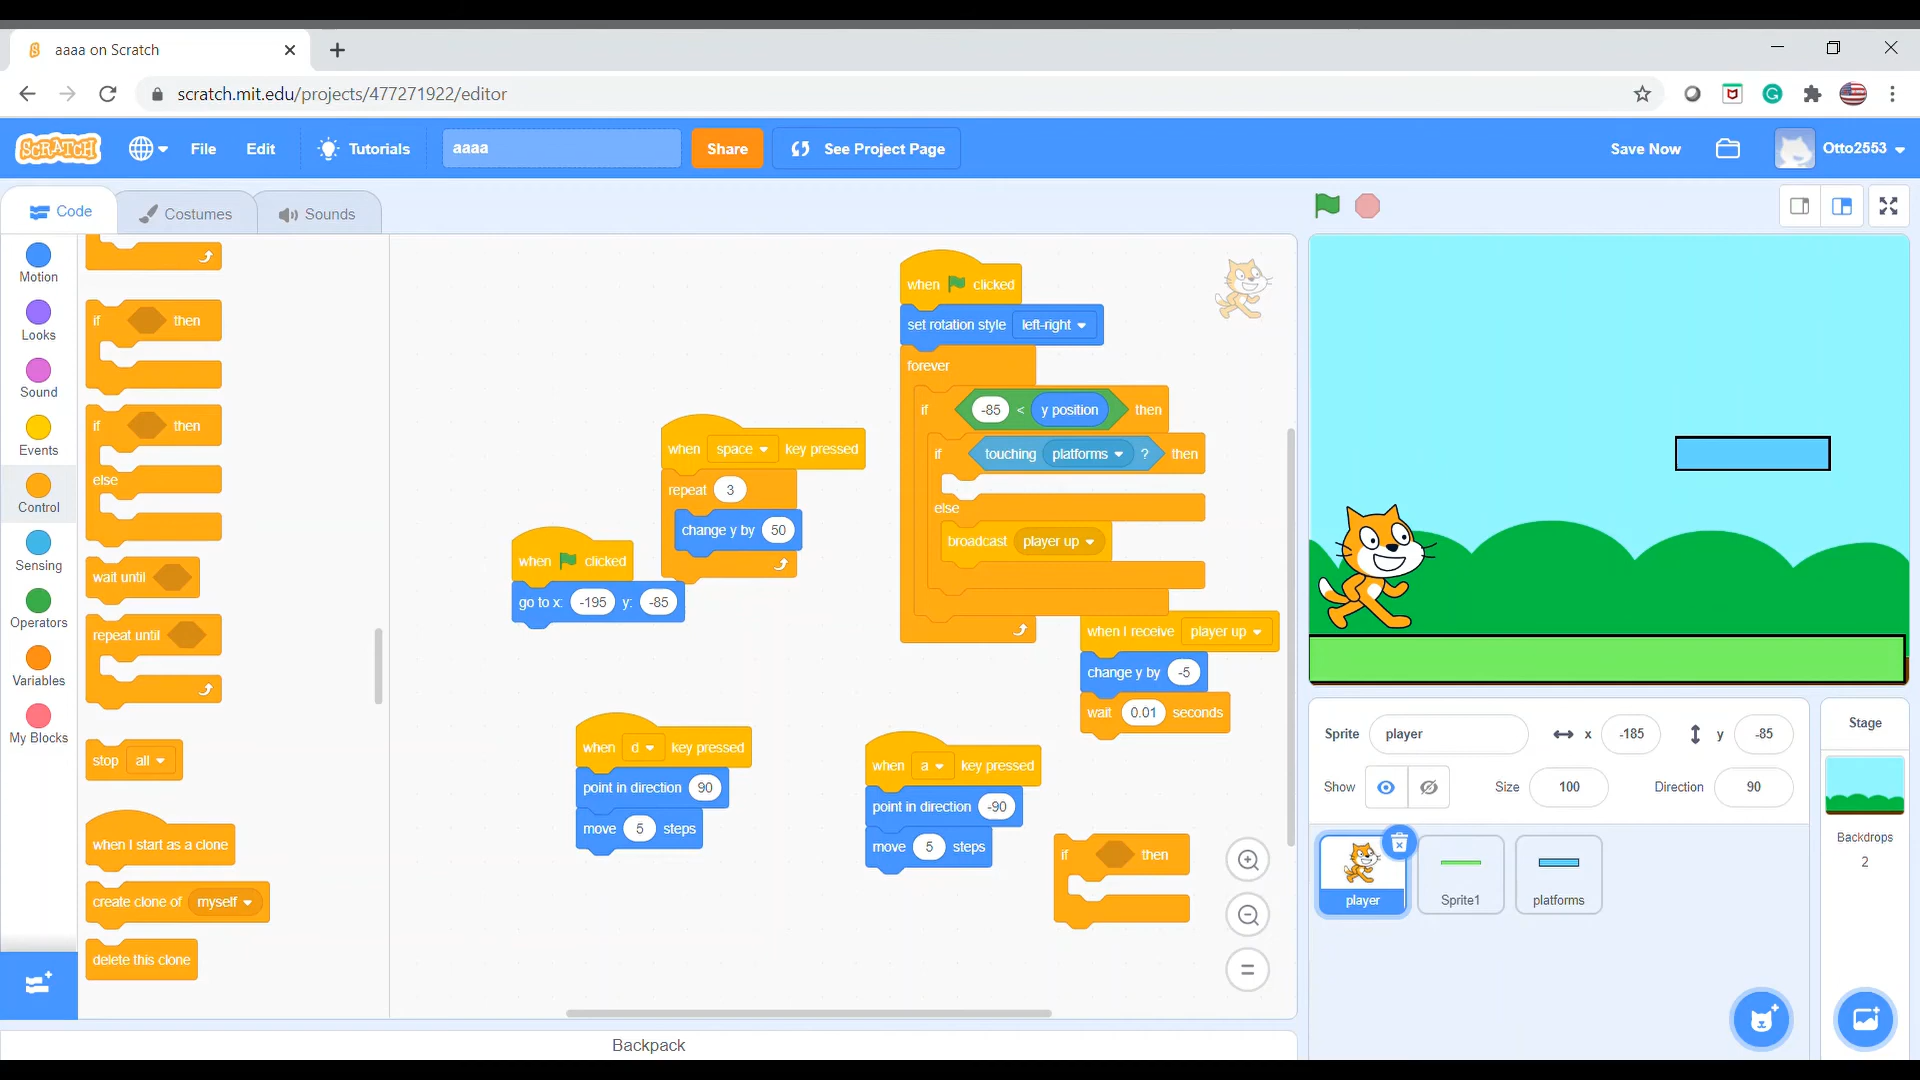 aaaa on Scratch
scratch.mit.edu/projects/477271922/editor
SCRATCH
File
Edit
Tutorials
aaaa
Share
See Project Page
Save Now
Otto2553
Code
Costumes
Sounds
Motion
Looks
Sound
Events
Control
Sensing
Operators
Variables
My Blocks
if then
if then
else
wait until
repeat until
stop all
when I start as a clone
create clone of myself
delete this clone
when clicked
set rotation style left-right
forever
if -85 < y position then
if touching platforms ? then
else
broadcast player up
when space key pressed
repeat 3
change y by 50
when clicked
go to x: -195 y: -85
when I receive player up
change y by -5
wait 0.01 seconds
when d key pressed
point in direction 90
move 5 steps
when a key pressed
point in direction -90
move 5 steps
if then
Backpack
Sprite player x -185 y -85
Show Size 100 Direction 90
player
Sprite1
platforms
Stage
Backdrops
2